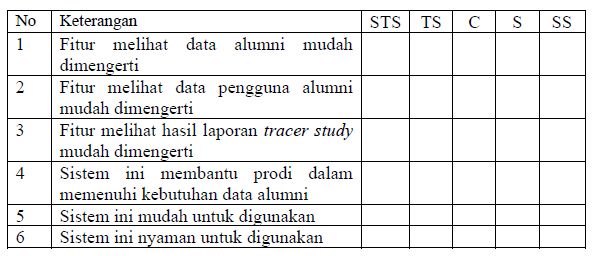 No Keterangan STS TS C S SS
1 Fitur melihat data alumni mudah
dimengerti
2 Fitur melihat data pengguna alumni
mudah dimengerti
3 Fitur melihat hasil laporan tracer study
mudah dimengerti
4 Sistem ini membantu prodi dalam
memenuhi kebutuhan data alumni
5 Sistem ini mudah untuk digunakan
6 Sistem ini nyaman untuk digunakan